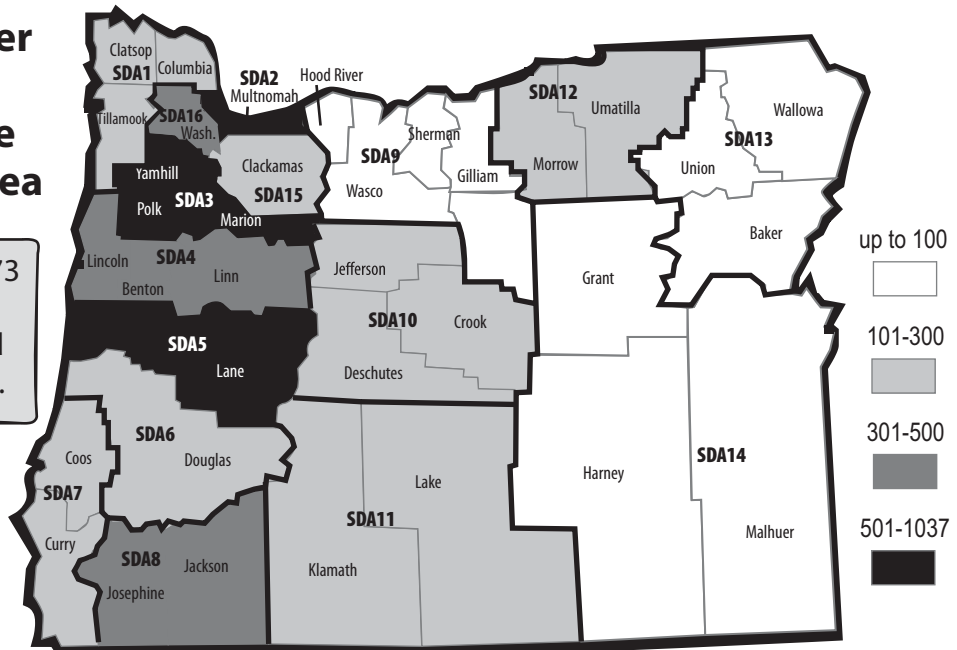 er
e
ea
73
Clatsop
SDA1
Columbia
SDA2
Multnomah
Hood River
Tillamook
SDA16
Wash.
Yamhill
Polk
SDA3
Marion
Clackamas
SDA15
SDA9
Sherman
Wasco
Gilliam
SDA12
Umatilla
Morrow
Wallowa
SDA13
Union
Baker
Grant
Lincoln
SDA4
Linn
Benton
Jefferson
SDA10
Crook
Deschutes
SDA5
Lane
SDA6
Douglas
Coos
SDA7
Curry
SDA8
Jackson
Josephine
Lake
SDA11
Klamath
Harney
SDA14
Malhuer
up to 100
101-300
301-500
501-1037